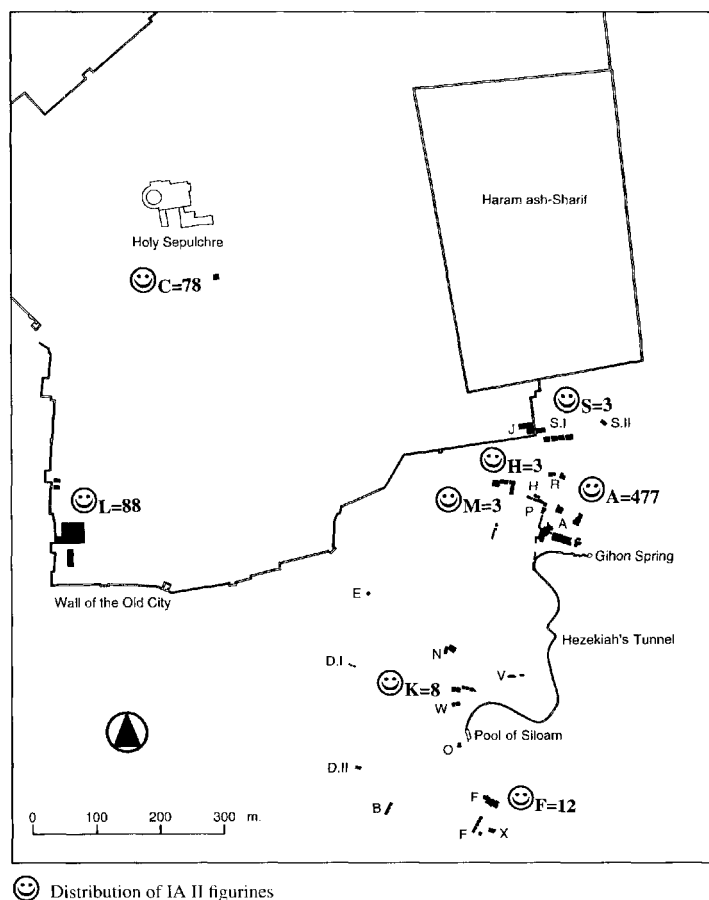 Haram ash-Sharif
Holy Sepulchre
C=78
S=3
J
S.I
S.II
H=3
L=88
M=3
H
R
A=477
P
A
Gihon Spring
E
Wall of the Old City
Hezekiah's Tunnel
N
D.I
V
K=8
W
Pool of Siloam
O
D.II
F
F=12
B
F
X
0 100 200 300 m.
Distribution of IA II figurines